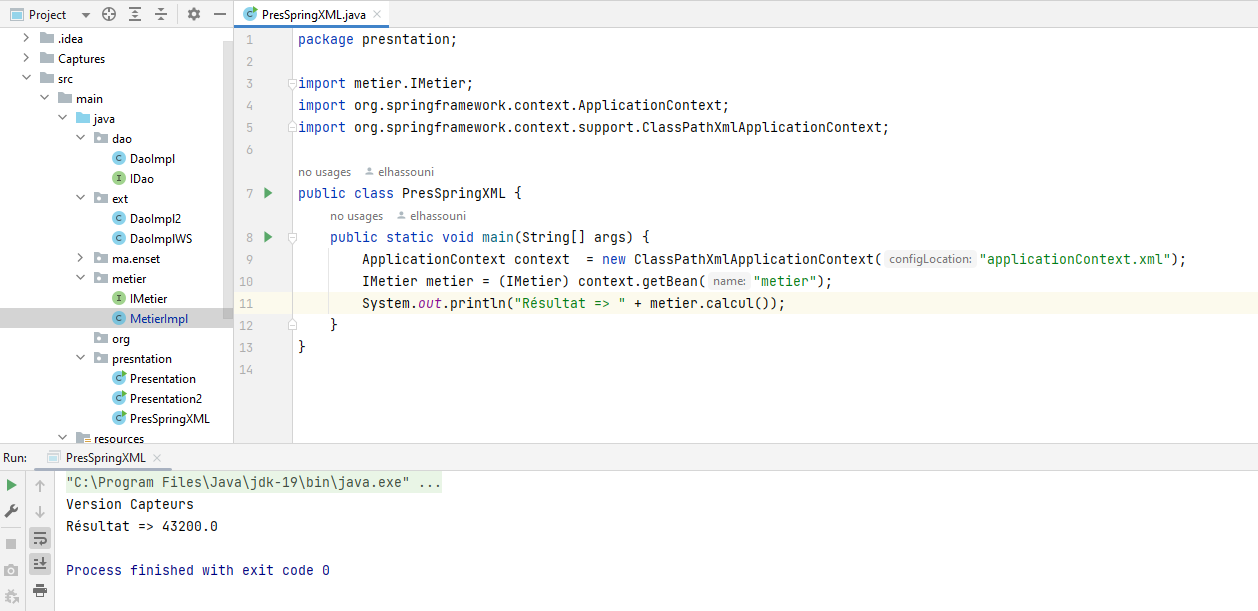 Project
PresSpringXML.java
.idea
Captures
src
main
java
dao
DaoImpl
IDao
ext
DaoImpl2
DaoImplWS
ma.enset
metier
IMetier
MetierImpl
org
presntation
Presentation
Presentation2
PresSpringXML
resources
1 package presntation;
2
3 import metier.IMetier;
4 import org.springframework.context.ApplicationContext;
5 import org.springframework.context.support.ClassPathXmlApplicationContext;
6
no usages elhassouni
7 public class PresSpringXML {
no usages elhassouni
8 public static void main(String[] args) {
9 ApplicationContext context  = new ClassPathXmlApplicationContext( configLocation: "applicationContext.xml");
10 IMetier metier = (IMetier) context.getBean( name: "metier");
11 System.out.println("Résultat => " + metier.calcul());
12 }
13 }
14
Run: PresSpringXML
"C:\Program Files\Java\jdk-19\bin\java.exe" ...
Version Capteurs
Résultat => 43200.0
Process finished with exit code 0